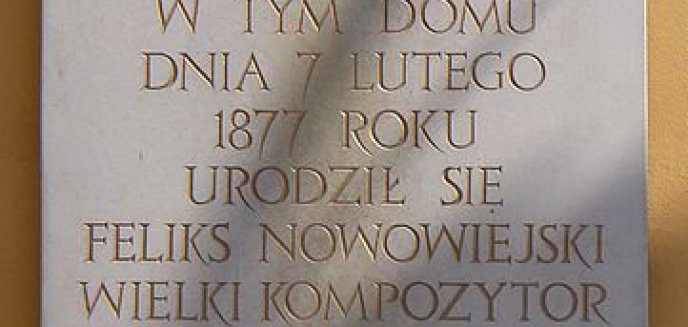 W TYM DOMU
DNIA 7 LUTEGO
1877 ROKU
URODZIŁ SIĘ
FELIKS NOWOWIEJSKI
WIELKI KOMPOZYTOR